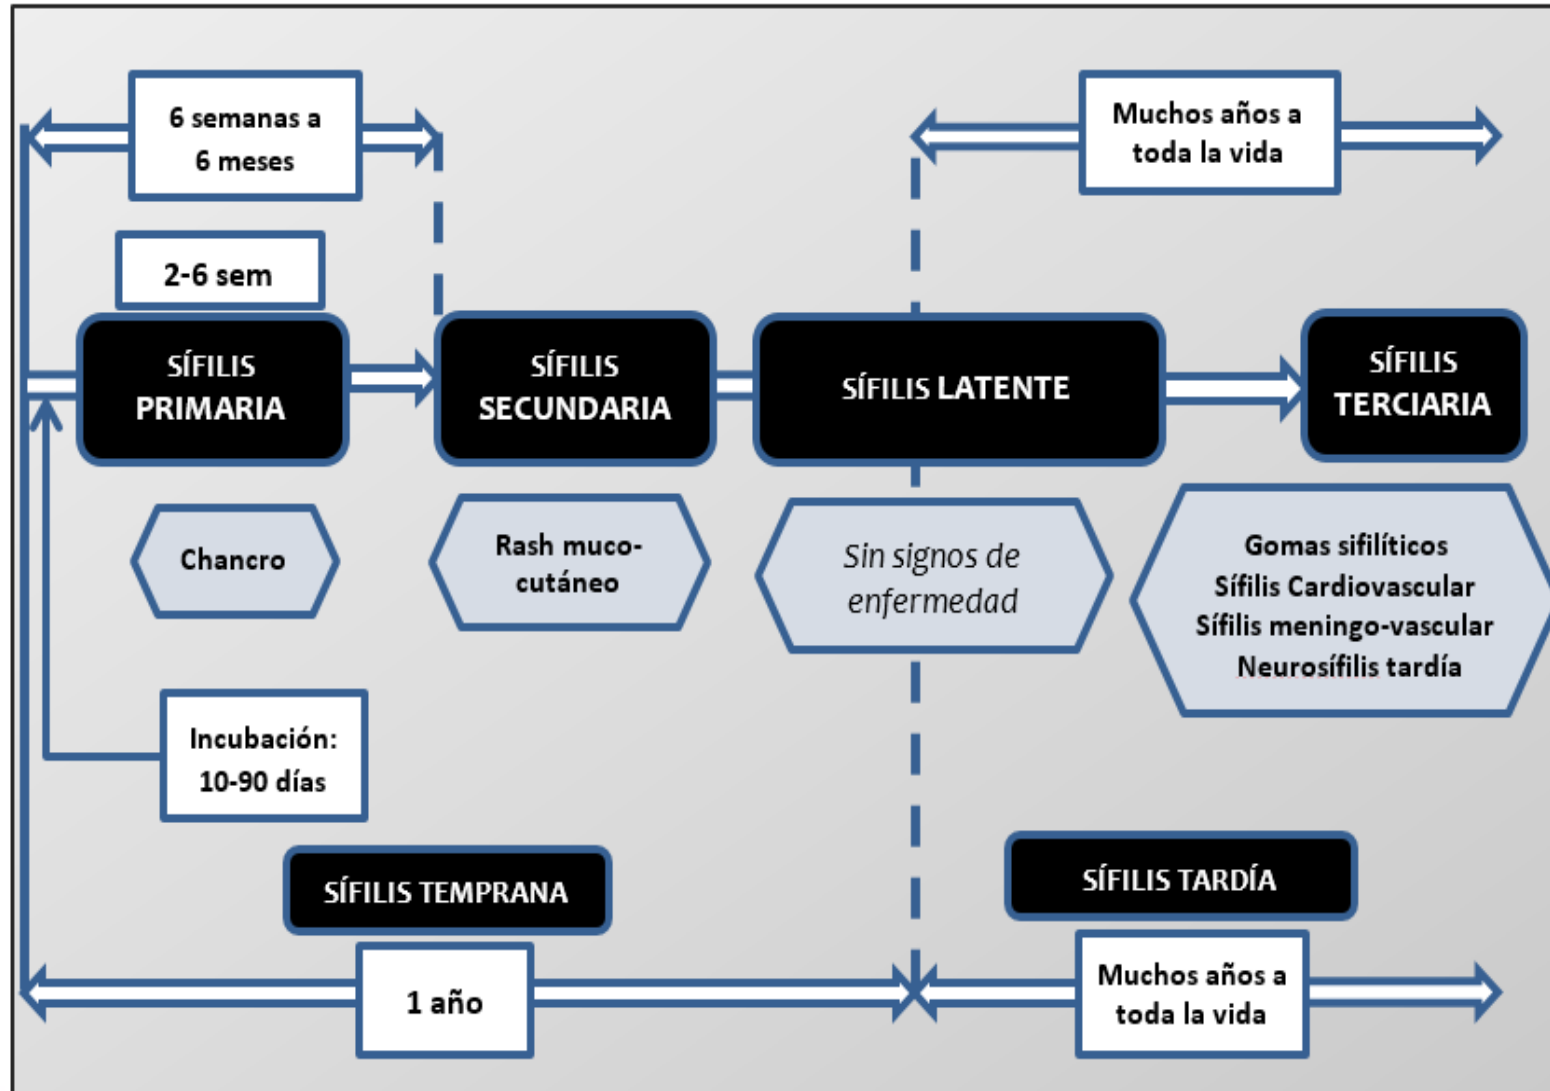 6 semanas a
6 meses
Muchos años a
toda la vida
2-6 sem
SÍFILIS
PRIMARIA
SÍFILIS
SECUNDARIA
SÍFILIS LATENTE
SÍFILIS
TERCIARIA
Chancro
Rash muco-
cutáneo
Sin signos de
enfermedad
Gomas sifilíticos
Sífilis Cardiovascular
Sífilis meningo-vascular
Neurosífilis tardía
Incubación:
10-90 días
SÍFILIS TEMPRANA
SÍFILIS TARDÍA
1 año
Muchos años a
toda la vida